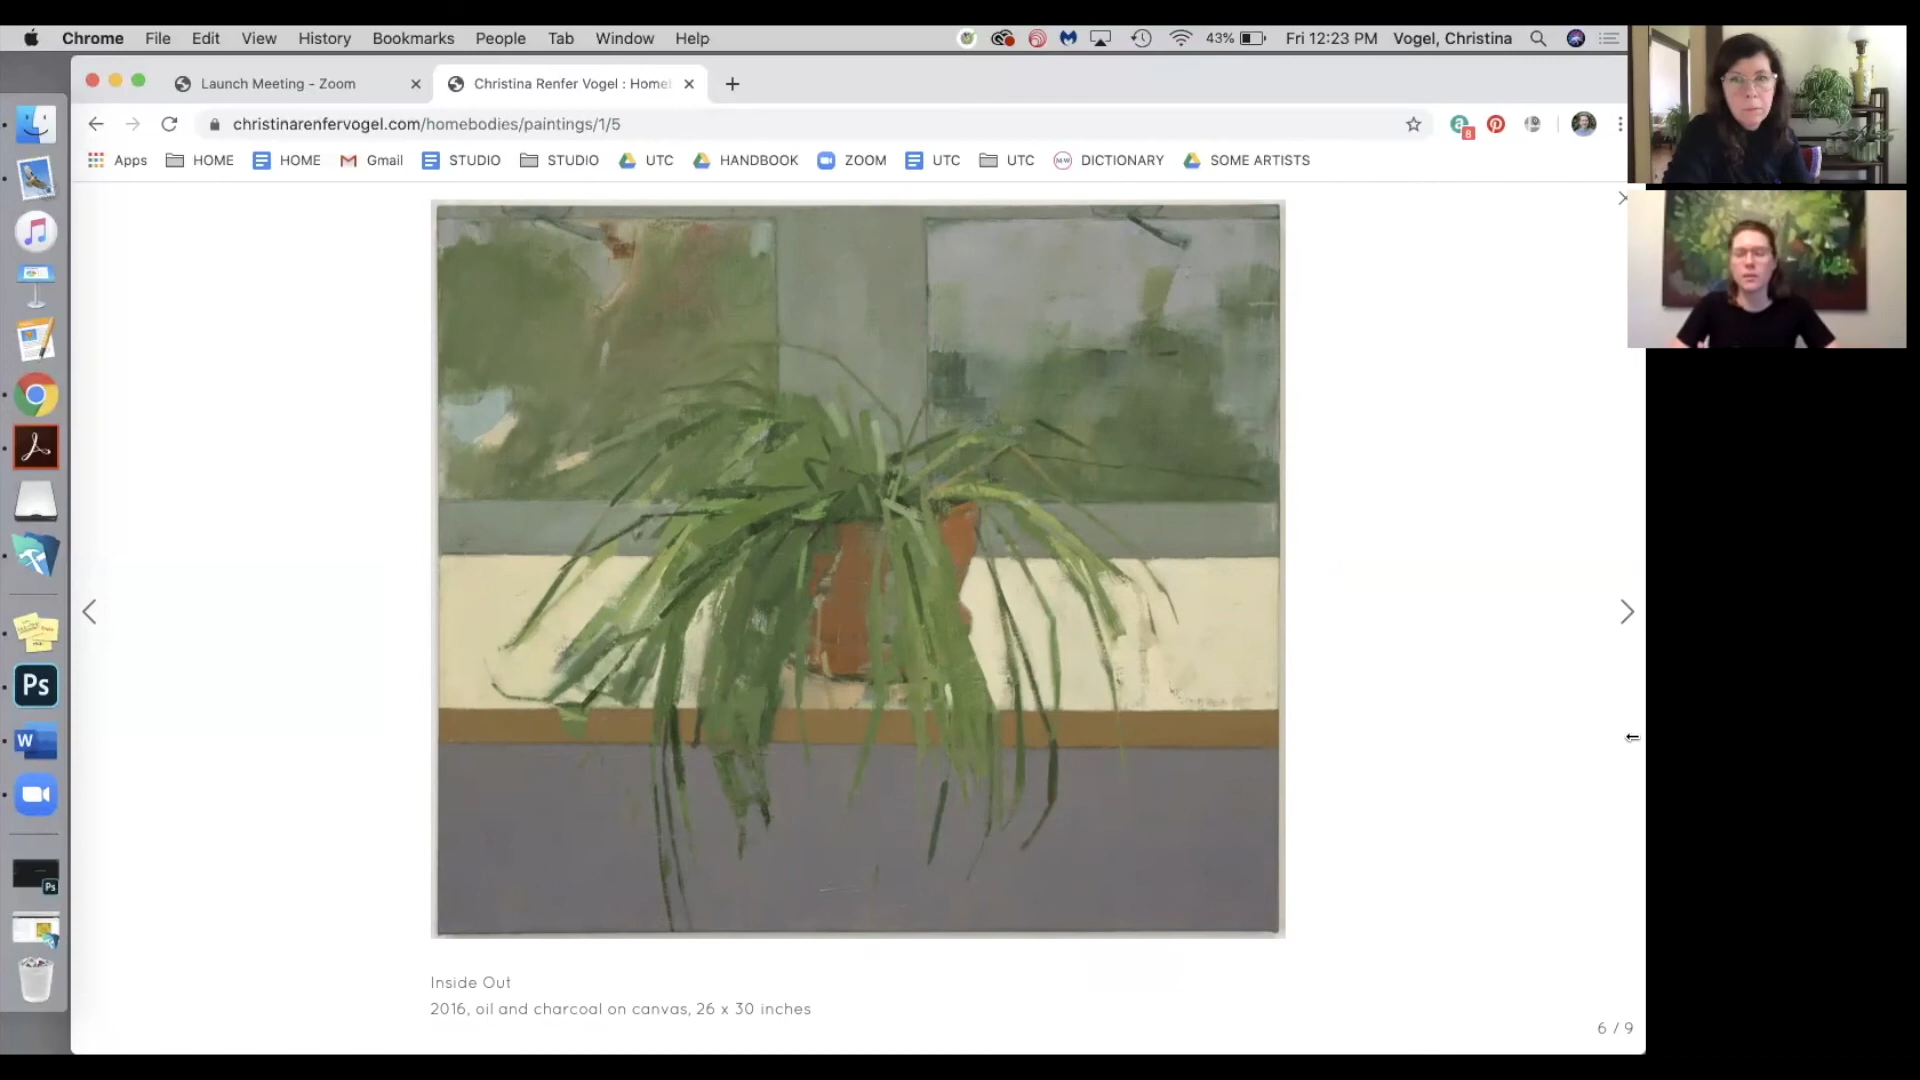 Chrome File Edit View History Bookmarks People Tab Window Help 43% Fri 12:23 PM Vogel, Christina
Launch Meeting - Zoom Christina Renfer Vogel : Home
christinarenfervogel.com/homebodies/paintings/1/5 8
Apps HOME HOME Gmail STUDIO STUDIO UTC HANDBOOK ZOOM UTC UTC DICTIONARY SOME ARTISTS
Ps
W
Ps
Inside Out
2016, oil and charcoal on canvas, 26 x 30 inches
6 / 9